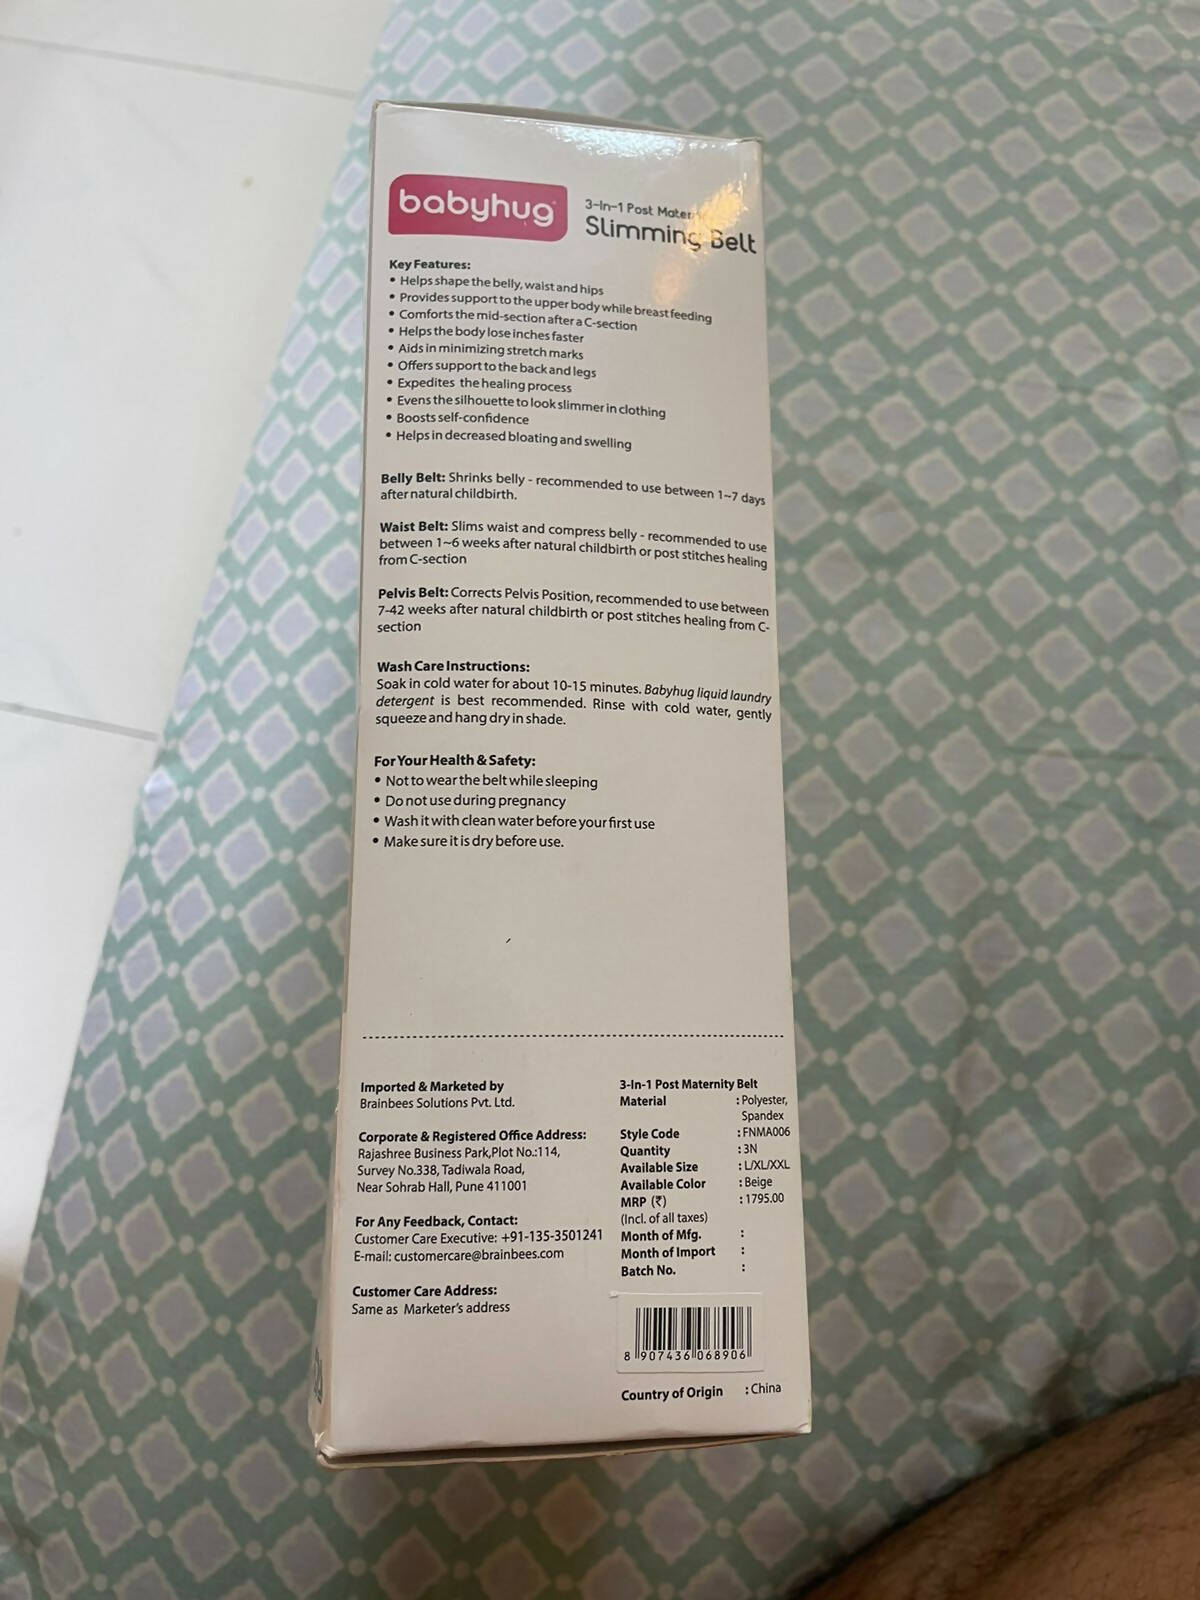 babyhug
3-In-1 Post
Slimming Belt
Key Features:
• Helps shape the belly, waist and hips
• Provides support to the upper body while breast feeding
• Comforts the mid-section after a C-section
• Helps the body lose inches faster
• Aids in minimizing stretch marks
• Offers support to the back and legs
• Expedites the healing process
• Evens the silhouette to look slimmer in clothing
• Boosts self-confidence
• Helps in decreased bloating and swelling
Belly Belt: Shrinks belly - recommended to use between 1~7 days
after natural childbirth.
Waist Belt: Slims waist and compress belly - recommended to use
between 1~6 weeks after natural childbirth or post stitches healing
from C-section
Pelvis Belt: Corrects Pelvis Position, recommended to use between
7-42 weeks after natural childbirth or post stitches healing from C-
section
Wash Care Instructions:
Soak in cold water for about 10-15 minutes. Babyhug liquid laundry
detergent is best recommended. Rinse with cold water, gently
squeeze and hang dry in shade.
For Your Health & Safety:
• Not to wear the belt while sleeping
• Do not use during pregnancy
• Wash it with clean water before your first use
• Make sure it is dry before use.
Imported & Marketed by
Brainbees Solutions Pvt. Ltd.
Corporate & Registered Office Address:
Rajashree Business Park,Plot No.:114,
Survey No.338, Tadiwala Road,
Near Sohrab Hall, Pune 411001
For Any Feedback, Contact:
Customer Care Executive: +91-135-3501241
E-mail: customercare@brainbees.com
Customer Care Address:
Same as Marketer's address
3-In-1 Post Maternity Belt
Material : Polyester,
Spandex
Style Code : FNMA006
Quantity : 3N
Available Size : L/XL/XXL
Available Color : Beige
MRP (₹) : 1795.00
(Incl. of all taxes)
Month of Mfg. :
Month of Import :
Batch No. :
8 907436 068906
Country of Origin : China